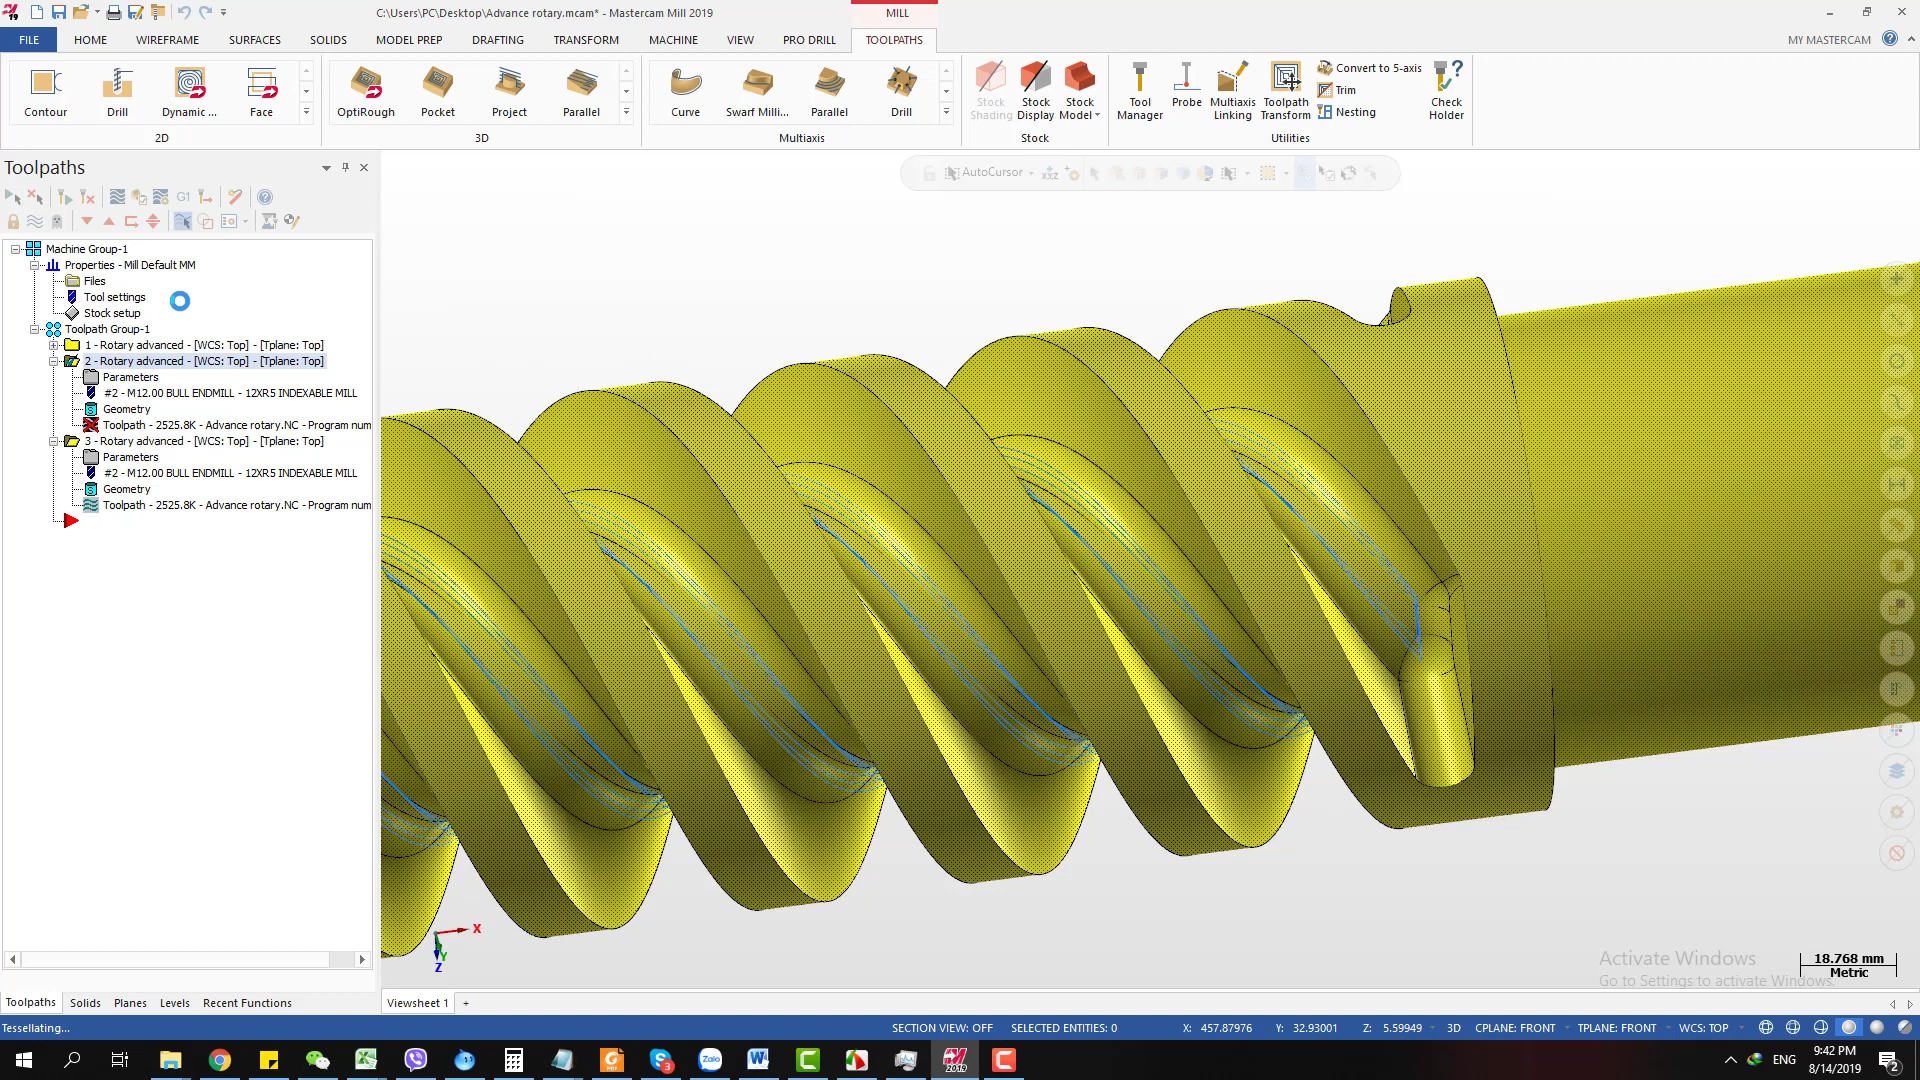 C:\Users\PC\Desktop\Advance rotary.mcam* - Mastercam Mill 2019
MILL
FILE HOME WIREFRAME SURFACES SOLIDS MODEL PREP DRAFTING TRANSFORM MACHINE VIEW PRO DRILL TOOLPATHS MY MASTERCAM
Contour Drill Dynamic ... Face
2D
OptiRough Pocket Project Parallel
3D
Curve Swarf Milli... Parallel Drill
Multiaxis
Stock Shading
Stock Display
Stock Model
Stock
Tool Manager
Probe
Multiaxis Linking
Toolpath Transform
Convert to 5-axis
Trim
Nesting
Check Holder
Utilities
Toolpaths
AutoCursor
G1
Machine Group-1
Properties - Mill Default MM
Files
Tool settings
Stock setup
Toolpath Group-1
1 - Rotary advanced - [WCS: Top] - [Tplane: Top]
2 - Rotary advanced - [WCS: Top] - [Tplane: Top]
Parameters
#2 - M12.00 BULL ENDMILL - 12XR5 INDEXABLE MILL
Geometry
Toolpath - 2525.8K - Advance rotary.NC - Program num
3 - Rotary advanced - [WCS: Top] - [Tplane: Top]
Parameters
#2 - M12.00 BULL ENDMILL - 12XR5 INDEXABLE MILL
Geometry
Toolpath - 2525.8K - Advance rotary.NC - Program num
X
Y
Z
Activate Windows
Go to Settings to activate Windows.
18.768 mm
Metric
Toolpaths Solids Planes Levels Recent Functions
Viewsheet 1 +
Tessellating...
SECTION VIEW: OFF SELECTED ENTITIES: 0 X: 457.87976 Y: 32.93001 Z: 5.59949 3D CPLANE: FRONT TPLANE: FRONT WCS: TOP
ENG
9:42 PM
8/14/2019